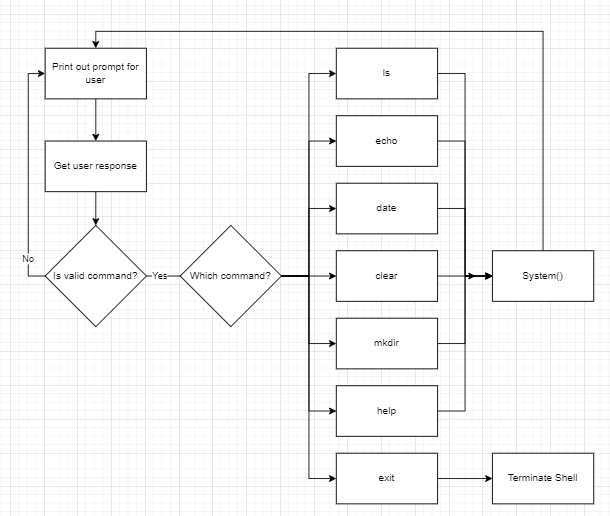 Print out prompt for
user
Get user response
No
Is valid command?
Yes
Which command?
ls
echo
date
clear
mkdir
help
exit
System()
Terminate Shell